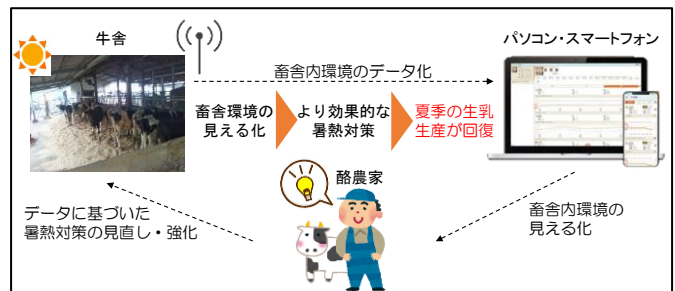 牛舎
パソコン・スマートフォン
畜舎内環境のデータ化
畜舎環境の
見える化
より効果的な
暑熱対策
夏季の生乳
生産が回復
酪農家
データに基づいた
暑熱対策の見直し・強化
畜舎内環境の
見える化